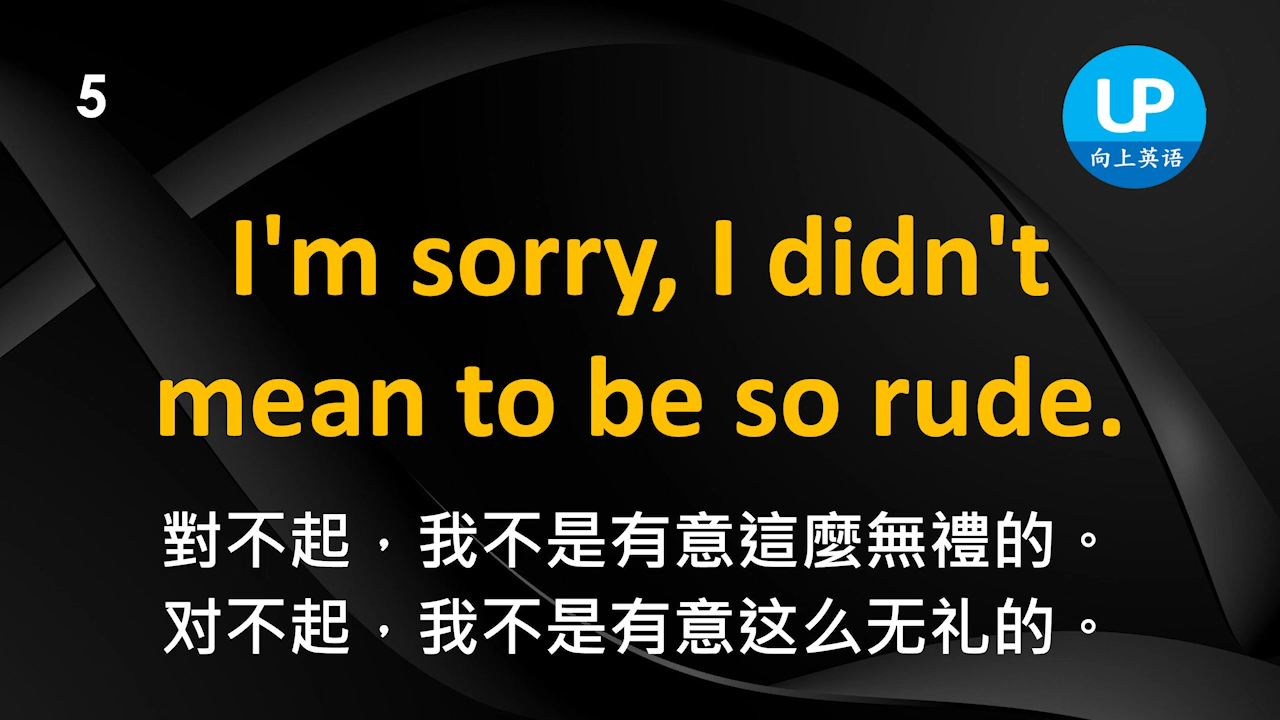 5
UP
向上英语
I'm sorry, I didn't
mean to be so rude.
對不起，我不是有意這麼無禮的。
对不起，我不是有意这么无礼的。